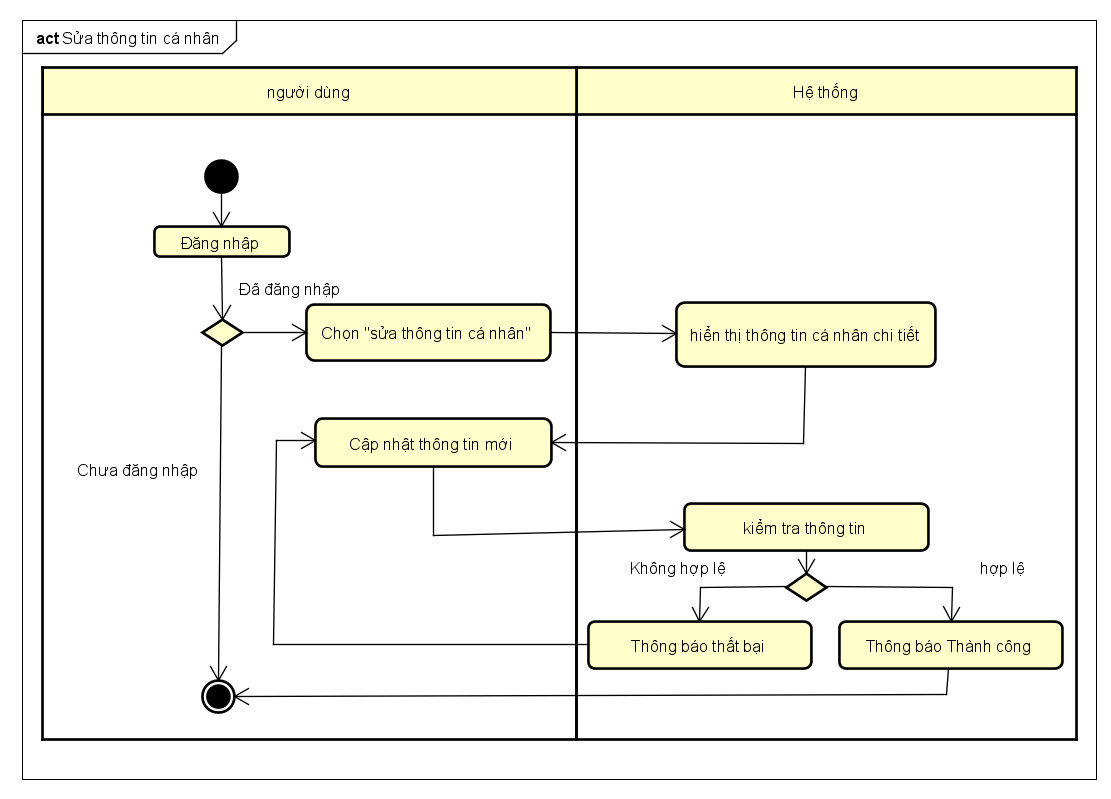 act Sửa thông tin cá nhân
người dùng
Hệ thống
Đăng nhập
Đã đăng nhập
Chọn "sửa thông tin cá nhân"
hiển thị thông tin cá nhân chi tiết
Cập nhật thông tin mới
Chưa đăng nhập
kiểm tra thông tin
Không hợp lệ
hợp lệ
Thông báo thất bại
Thông báo Thành công